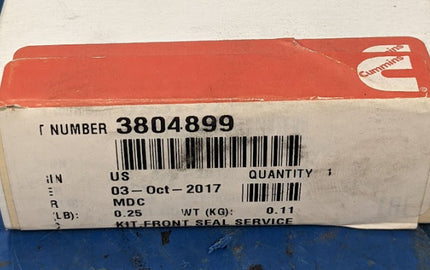 Cummins
T NUMBER 3804899
IN US QUANTITY 1
E 03-Oct-2017
R MDC
(LB): 0.25 WT (KG): 0.11
KIT,FRONT SEAL SERVICE